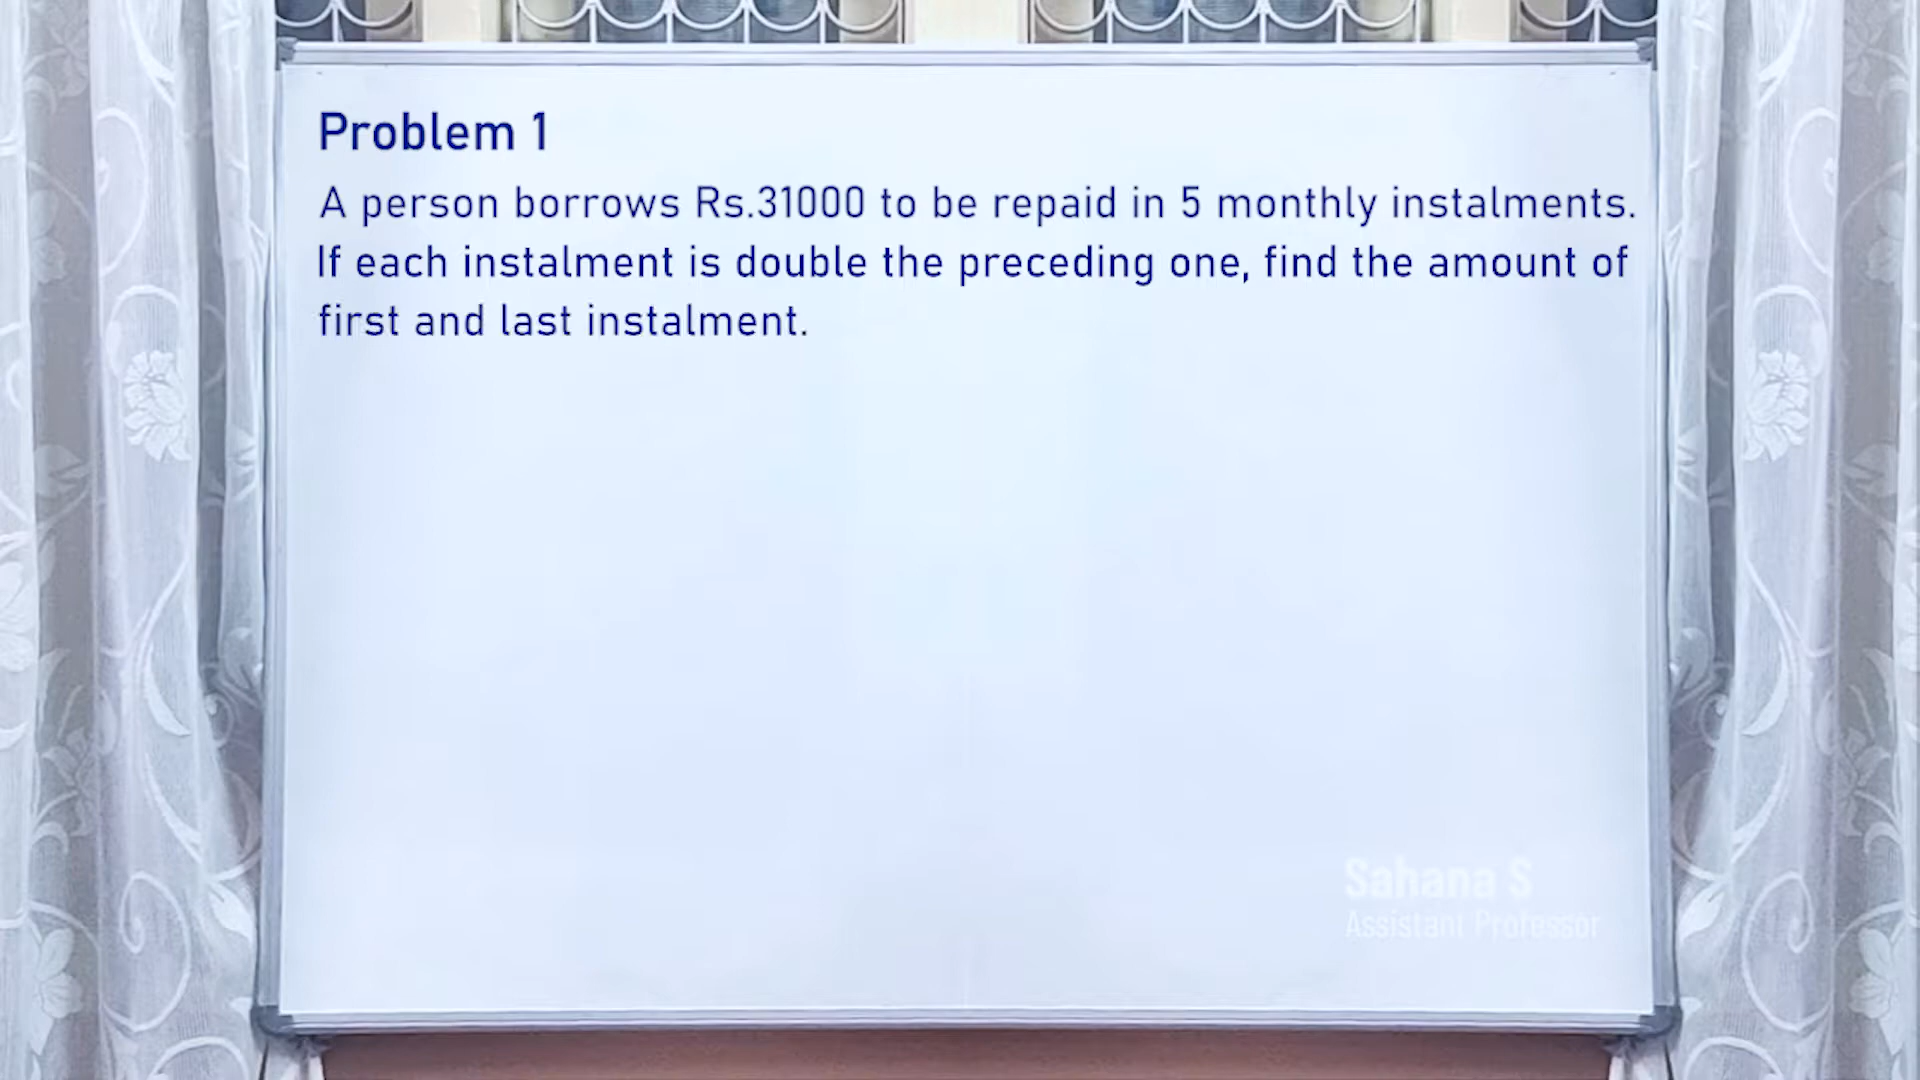 Problem 1
A person borrows Rs.31000 to be repaid in 5 monthly instalments.
If each instalment is double the preceding one, find the amount of
first and last instalment.
Sahana S
Assistant Professor